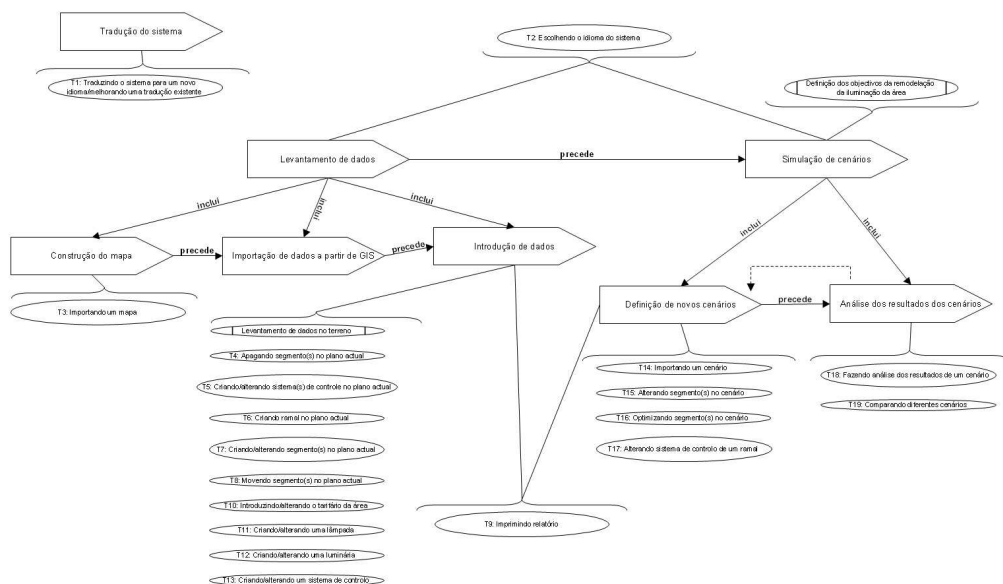 Tradução do sistema
T1: Traduzindo o sistema para um novo
idioma/melhorando uma tradução existente
T2: Escolhendo o idioma do sistema
Definição dos objectivos da remodelação
da iluminação da área
Levantamento de dados
precede
Simulação de cenários
inclui
inclui
inclui
inclui
inclui
Construção do mapa
precede
Importação de dados a partir de GIS
precede
Introdução de dados
Definição de novos cenários
precede
Análise dos resultados dos cenários
T3: Importando um mapa
Levantamento de dados no terreno
T4: Apagando segmento(s) no plano actual
T5: Criando/alterando sistema(s) de controle no plano actual
T6: Criando ramal no plano actual
T7: Criando/alterando segmento(s) no plano actual
T8: Movendo segmento(s) no plano actual
T10: Introduzindo/alterando o tarifário da área
T11: Criando/alterando uma lâmpada
T12: Criando/alterando uma luminária
T13: Criando/alterando um sistema de controlo
T9: Imprimindo relatório
T14: Importando um cenário
T15: Alterando segmento(s) no cenário
T16: Optimizando segmento(s) no cenário
T17: Alterando sistema de controlo de um ramal
T18: Fazendo análise dos resultados de um cenário
T19: Comparando diferentes cenários